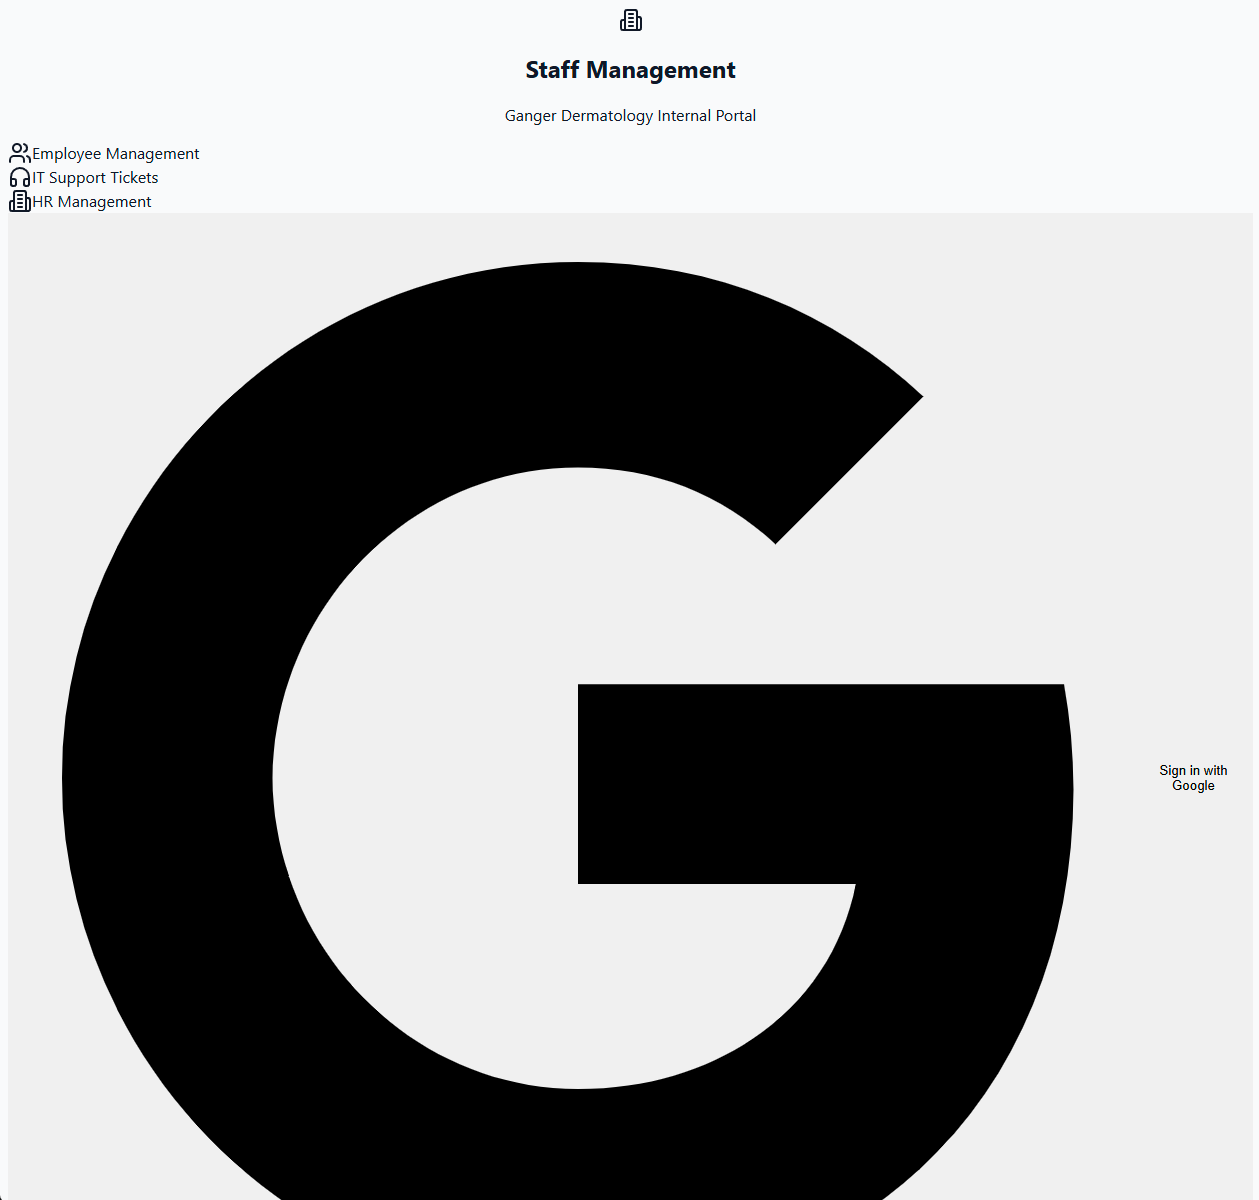 Staff Management
Ganger Dermatology Internal Portal
Employee Management
IT Support Tickets
HR Management
Sign in with
Google